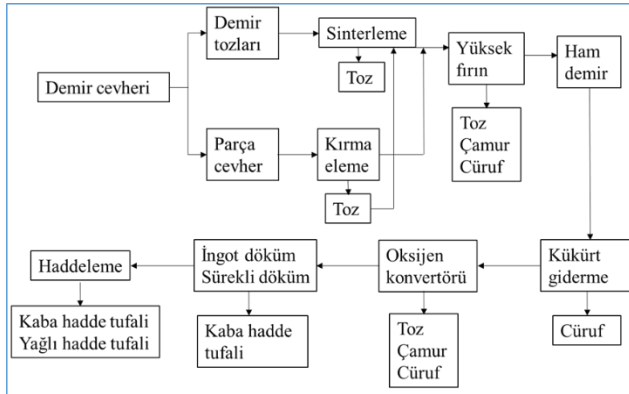 Demir
tozları
Sinterleme
Toz
Yüksek
fırın
Ham
demir
Demir cevheri
Toz
Çamur
Cüruf
Parça
cevher
Kırma
eleme
Toz
Haddeleme
İngot döküm
Sürekli döküm
Oksijen
konvertörü
Kükürt
giderme
Kaba hadde tufali
Yağlı hadde tufali
Kaba hadde
tufali
Toz
Çamur
Cüruf
Cüruf